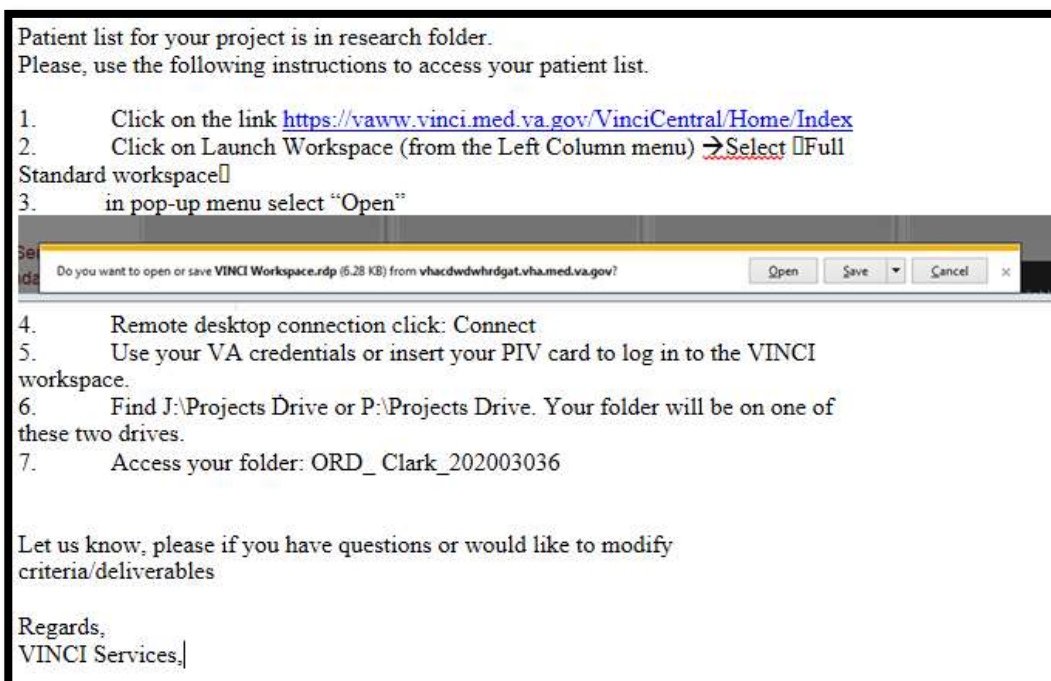 Patient list for your project is in research folder.
Please, use the following instructions to access your patient list.
1. Click on the link https://vaww.vinci.med.va.gov/VinciCentral/Home/Index
2. Click on Launch Workspace (from the Left Column menu) →Select ▯Full
Standard workspace▯
3. in pop-up menu select “Open”
Do you want to open or save VINCI Workspace.rdp (6.28 KB) from vhacdwdwhrdgat.vha.med.va.gov?
Open Save ▼ Cancel ×
4. Remote desktop connection click: Connect
5. Use your VA credentials or insert your PIV card to log in to the VINCI
workspace.
6. Find J:\Projects Drive or P:\Projects Drive. Your folder will be on one of
these two drives.
7. Access your folder: ORD_ Clark_202003036
Let us know, please if you have questions or would like to modify
criteria/deliverables
Regards,
VINCI Services,